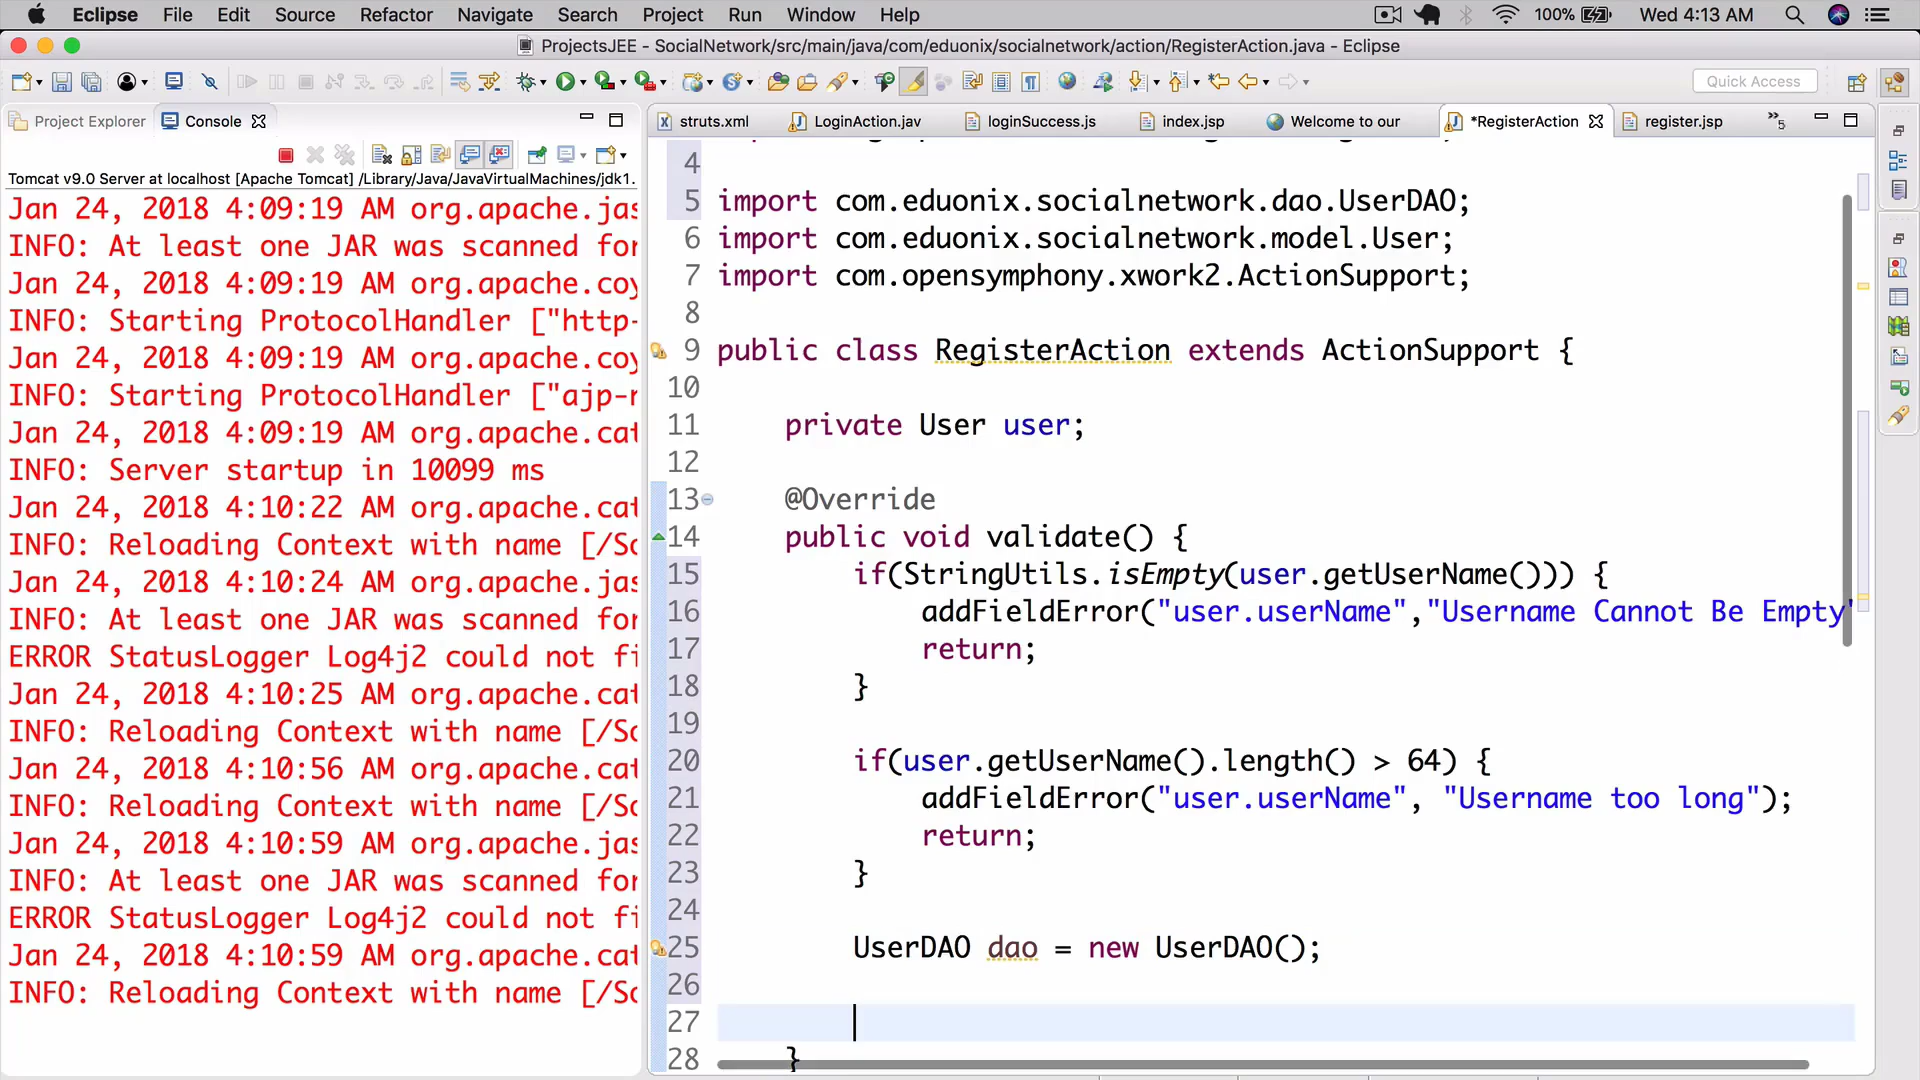 Eclipse File Edit Source Refactor Navigate Search Project Run Window Help 100% Wed 4:13 AM
ProjectsJEE - SocialNetwork/src/main/java/com/eduonix/socialnetwork/action/RegisterAction.java - Eclipse
Quick Access
Project Explorer Console
struts.xml LoginAction.jav loginSuccess.js index.jsp Welcome to our *RegisterAction register.jsp »5
Tomcat v9.0 Server at localhost [Apache Tomcat] /Library/Java/JavaVirtualMachines/jdk1.
Jan 24, 2018 4:09:19 AM org.apache.jas
INFO: At least one JAR was scanned for
Jan 24, 2018 4:09:19 AM org.apache.coy
INFO: Starting ProtocolHandler ["http-
Jan 24, 2018 4:09:19 AM org.apache.coy
INFO: Starting ProtocolHandler ["ajp-n
Jan 24, 2018 4:09:19 AM org.apache.cat
INFO: Server startup in 10099 ms
Jan 24, 2018 4:10:22 AM org.apache.cat
INFO: Reloading Context with name [/So
Jan 24, 2018 4:10:24 AM org.apache.jas
INFO: At least one JAR was scanned for
ERROR StatusLogger Log4j2 could not fi
Jan 24, 2018 4:10:25 AM org.apache.cat
INFO: Reloading Context with name [/So
Jan 24, 2018 4:10:56 AM org.apache.cat
INFO: Reloading Context with name [/So
Jan 24, 2018 4:10:59 AM org.apache.jas
INFO: At least one JAR was scanned for
ERROR StatusLogger Log4j2 could not fi
Jan 24, 2018 4:10:59 AM org.apache.cat
INFO: Reloading Context with name [/So
4
5 import com.eduonix.socialnetwork.dao.UserDAO;
6 import com.eduonix.socialnetwork.model.User;
7 import com.opensymphony.xwork2.ActionSupport;
8
9 public class RegisterAction extends ActionSupport {
10
11 private User user;
12
13 @Override
14 public void validate() {
15 if(StringUtils.isEmpty(user.getUserName())) {
16 addFieldError("user.userName","Username Cannot Be Empty"
17 return;
18 }
19
20 if(user.getUserName().length() > 64) {
21 addFieldError("user.userName", "Username too long");
22 return;
23 }
24
25 UserDAO dao = new UserDAO();
26
27
28 }